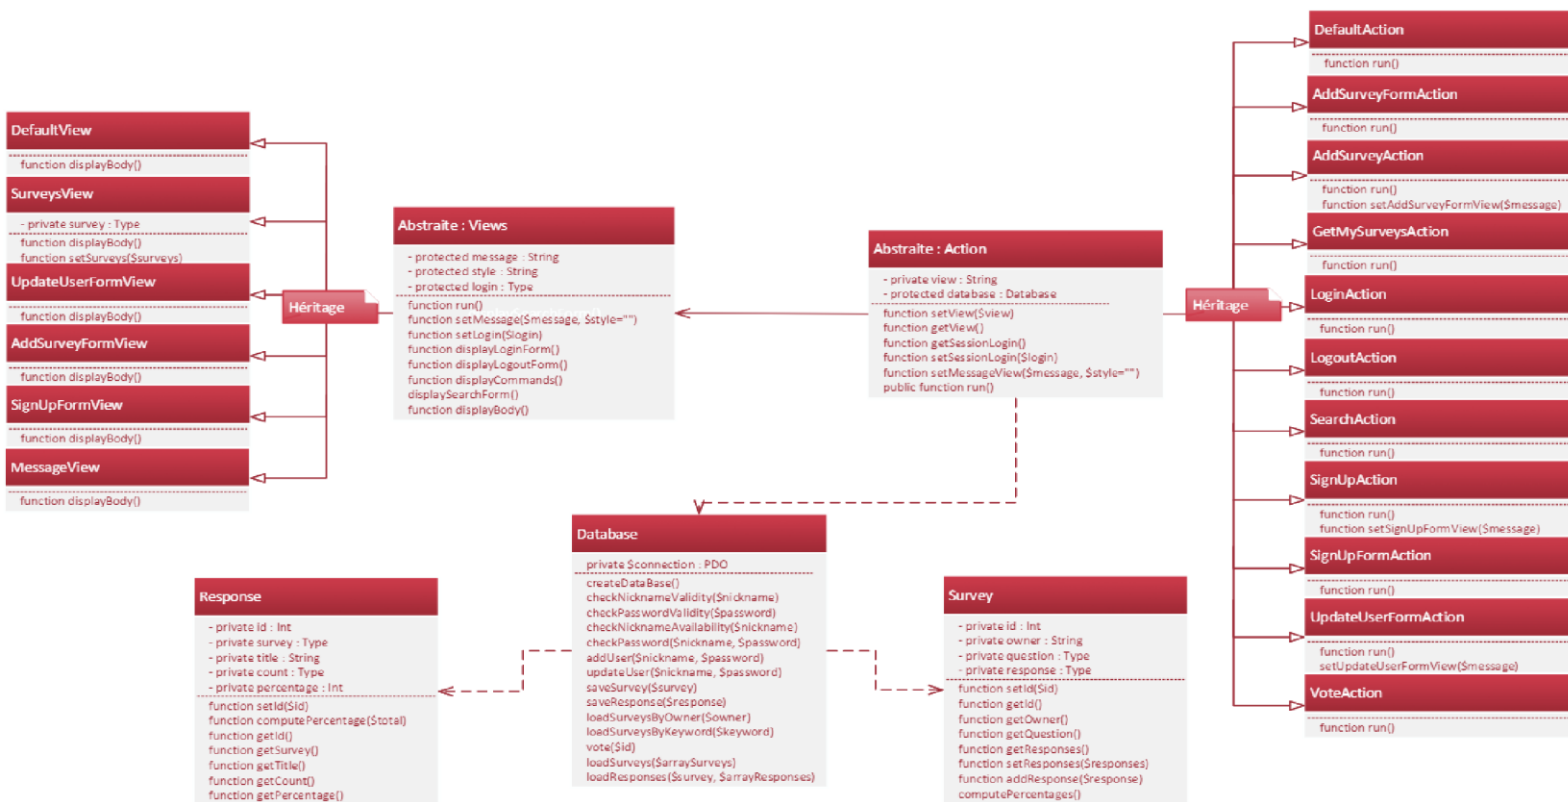 DefaultView
function displayBody()
SurveysView
- private survey : Type
function displayBody()
function setSurveys($surveys)
UpdateUserFormView
function displayBody()
AddSurveyFormView
function displayBody()
SignUpFormView
function displayBody()
MessageView
function displayBody()
Héritage
Abstraite : Views
- protected message : String
- protected style : String
- protected login : Type
function run()
function setMessage($message, $style="")
function setLogin($login)
function displayLoginForm()
function displayLogoutForm()
function displayCommands()
displaySearchForm()
function displayBody()
Abstraite : Action
- private view : String
- protected database : Database
function setView($view)
function getView()
function getSessionLogin()
function setSessionLogin($login)
function setMessageView($message, $style="")
public function run()
Héritage
DefaultAction
function run()
AddSurveyFormAction
function run()
AddSurveyAction
function run()
function setAddSurveyFormView($message)
GetMySurveysAction
function run()
LoginAction
function run()
LogoutAction
function run()
SearchAction
function run()
SignUpAction
function run()
function setSignUpFormView($message)
SignUpFormAction
function run()
UpdateUserFormAction
function run()
setUpdateUserFormView($message)
VoteAction
function run()
Response
- private id : Int
- private survey : Type
- private title : String
- private count : Type
- private percentage : Int
function setId($id)
function computePercentage($total)
function getId()
function getSurvey()
function getTitle()
function getCount()
function getPercentage()
Database
private $connection : PDO
createDataBase()
checkNicknameValidity($nickname)
checkPasswordValidity($password)
checkNicknameAvailability($nickname)
checkPassword($nickname, $password)
addUser($nickname, $password)
updateUser($nickname, $password)
saveSurvey($survey)
saveResponse($response)
loadSurveysByOwner($owner)
loadSurveysByKeyword($keyword)
vote($id)
loadSurveys($arraySurveys)
loadResponses($survey, $arrayResponses)
Survey
- private id : Int
- private owner : String
- private question : Type
- private response : Type
function setId($id)
function getId()
function getOwner()
function getQuestion()
function getResponses()
function setResponses($responses)
function addResponse($response)
computePercentages()